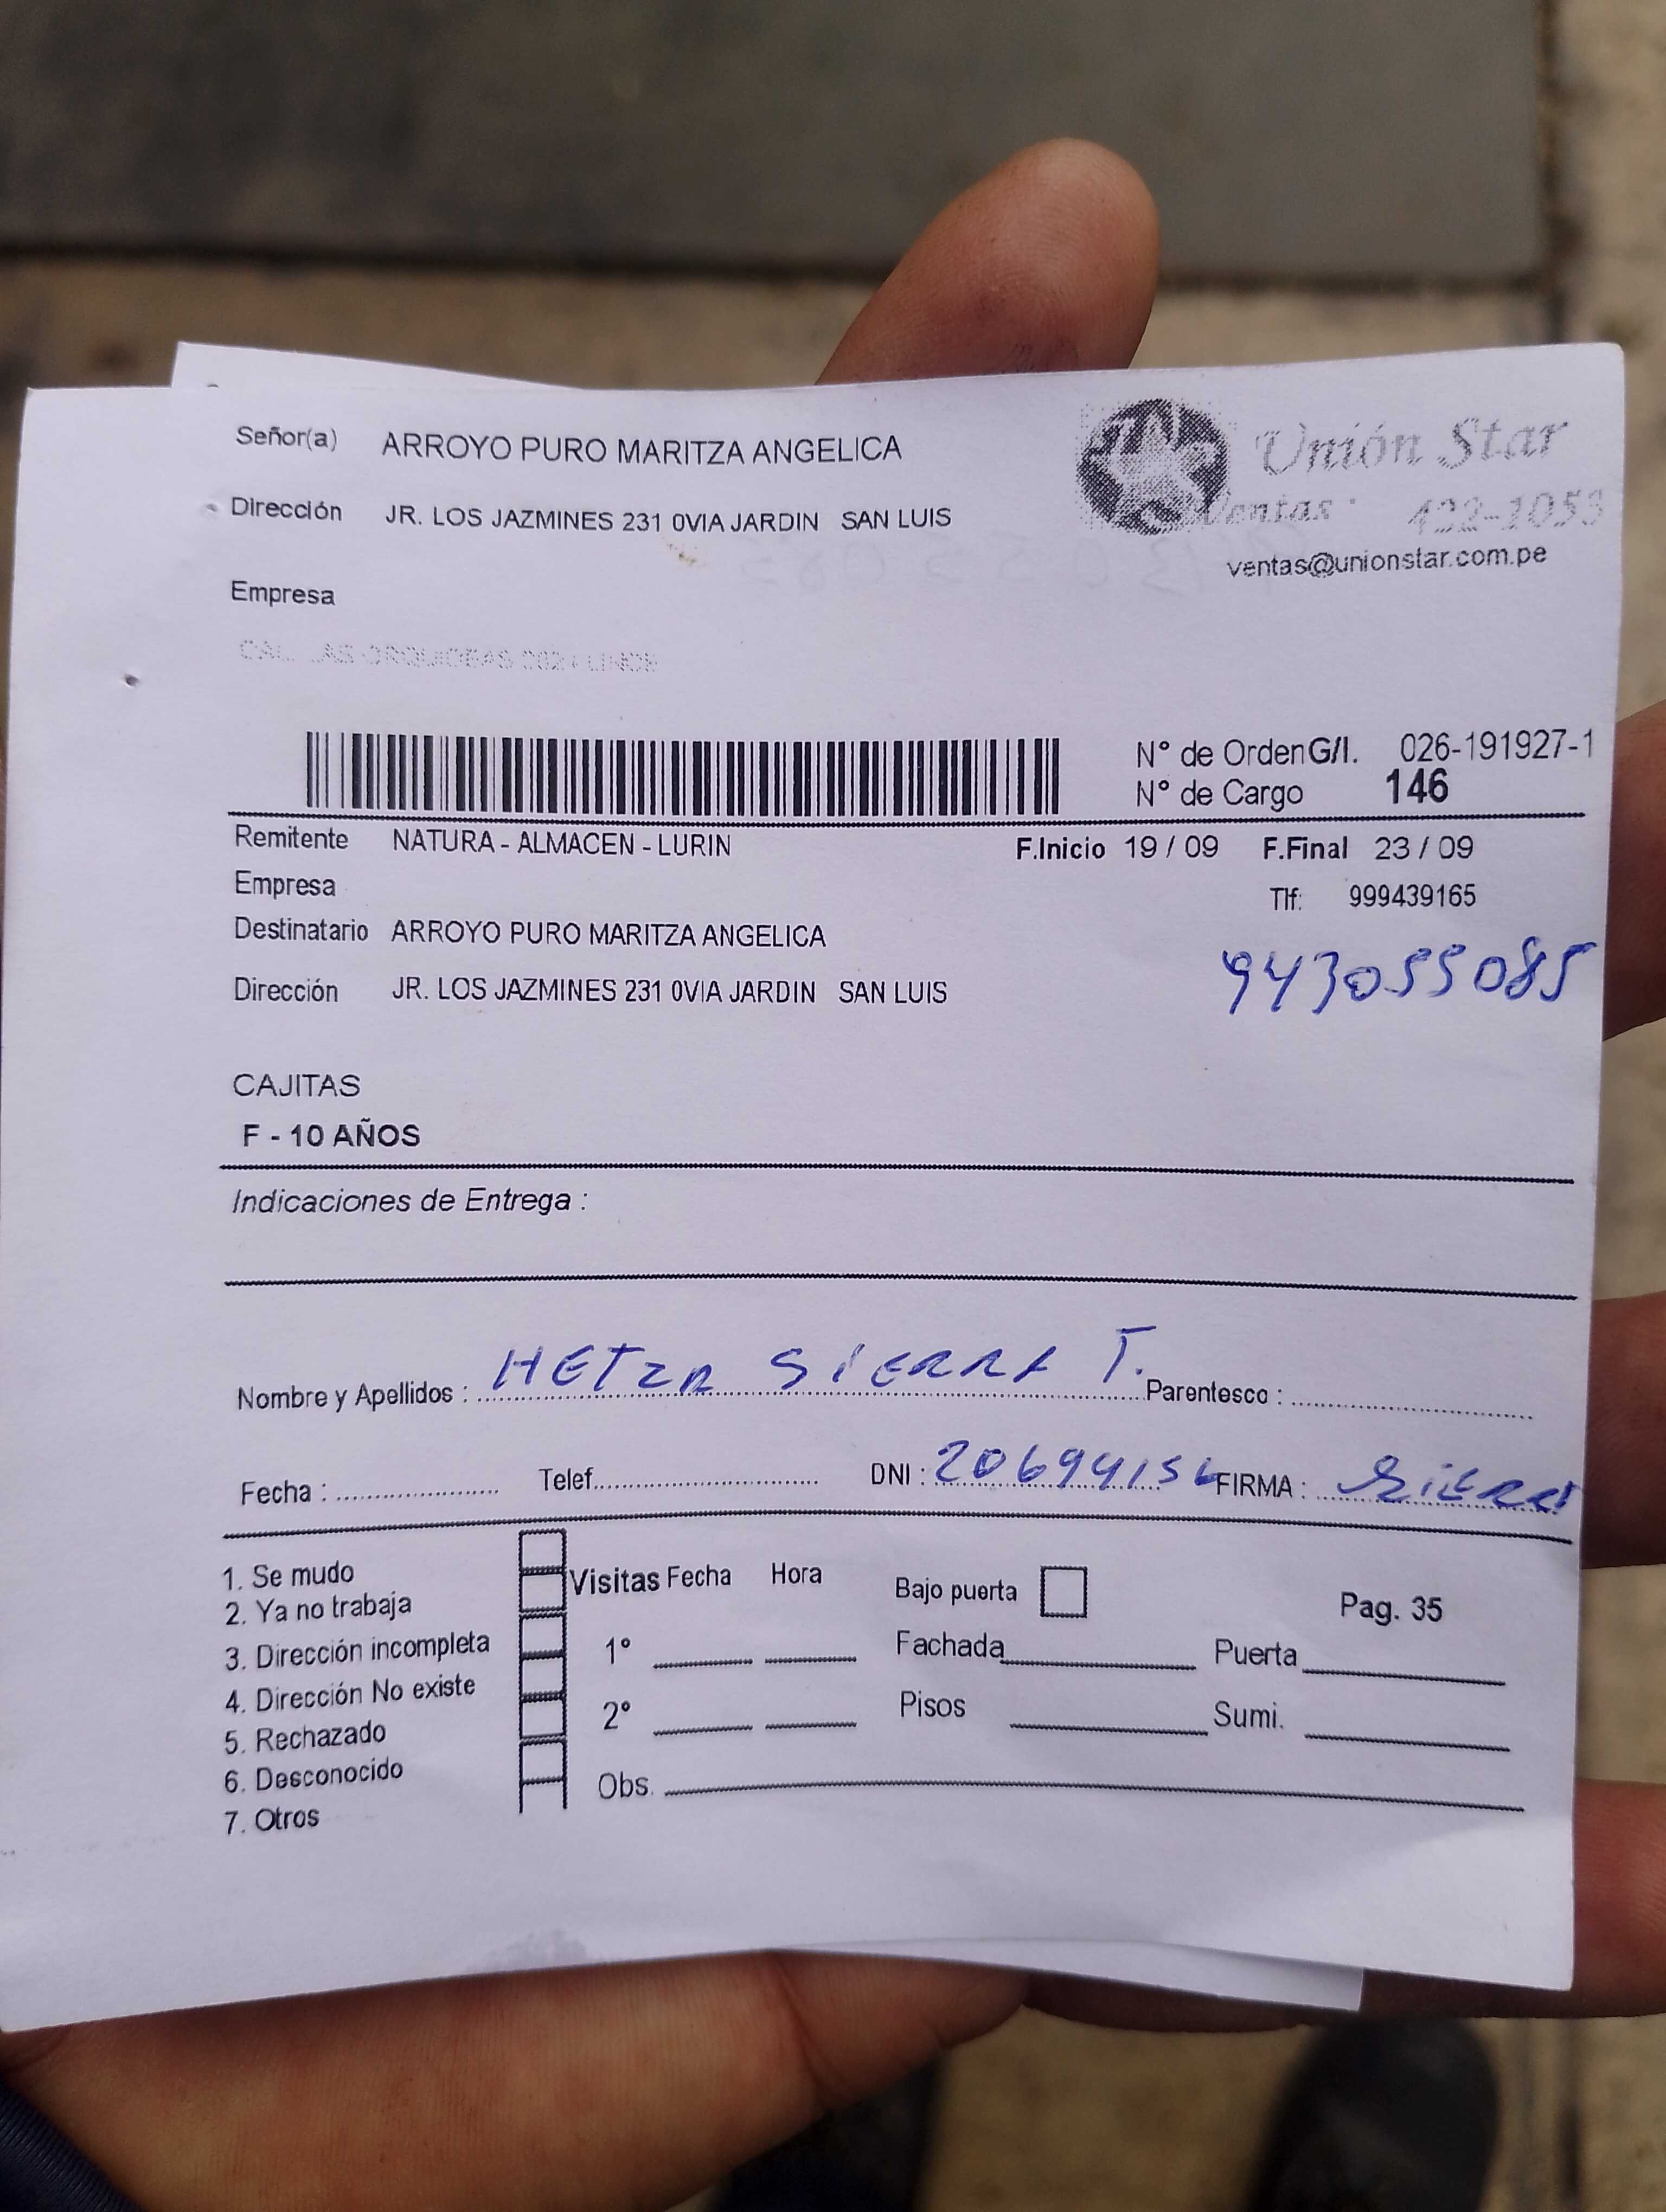 Señor(a) ARROYO PURO MARITZA ANGELICA
Unión Star
Dirección JR. LOS JAZMINES 231 0VIA JARDIN SAN LUIS
Ventas: 422-1053
ventas@unionstar.com.pe
Empresa
N° de Orden G/I. 026-191927-1
N° de Cargo 146
Remitente NATURA - ALMACEN - LURIN F.Inicio 19 / 09 F.Final 23 / 09
Empresa Tlf: 999439165
Destinatario ARROYO PURO MARITZA ANGELICA
943055085
Dirección JR. LOS JAZMINES 231 0VIA JARDIN SAN LUIS
CAJITAS
F - 10 AÑOS
Indicaciones de Entrega :
Nombre y Apellidos : SIERRA T. Parentesco :
Fecha : Telef. DNI : FIRMA : SIERRA
1. Se mudo
2. Ya no trabaja
3. Dirección incompleta
4. Dirección No existe
5. Rechazado
6. Desconocido
7. Otros
Visitas Fecha Hora
1°
2°
Obs.
Bajo puerta
Pag. 35
Fachada Puerta
Pisos Sumi.